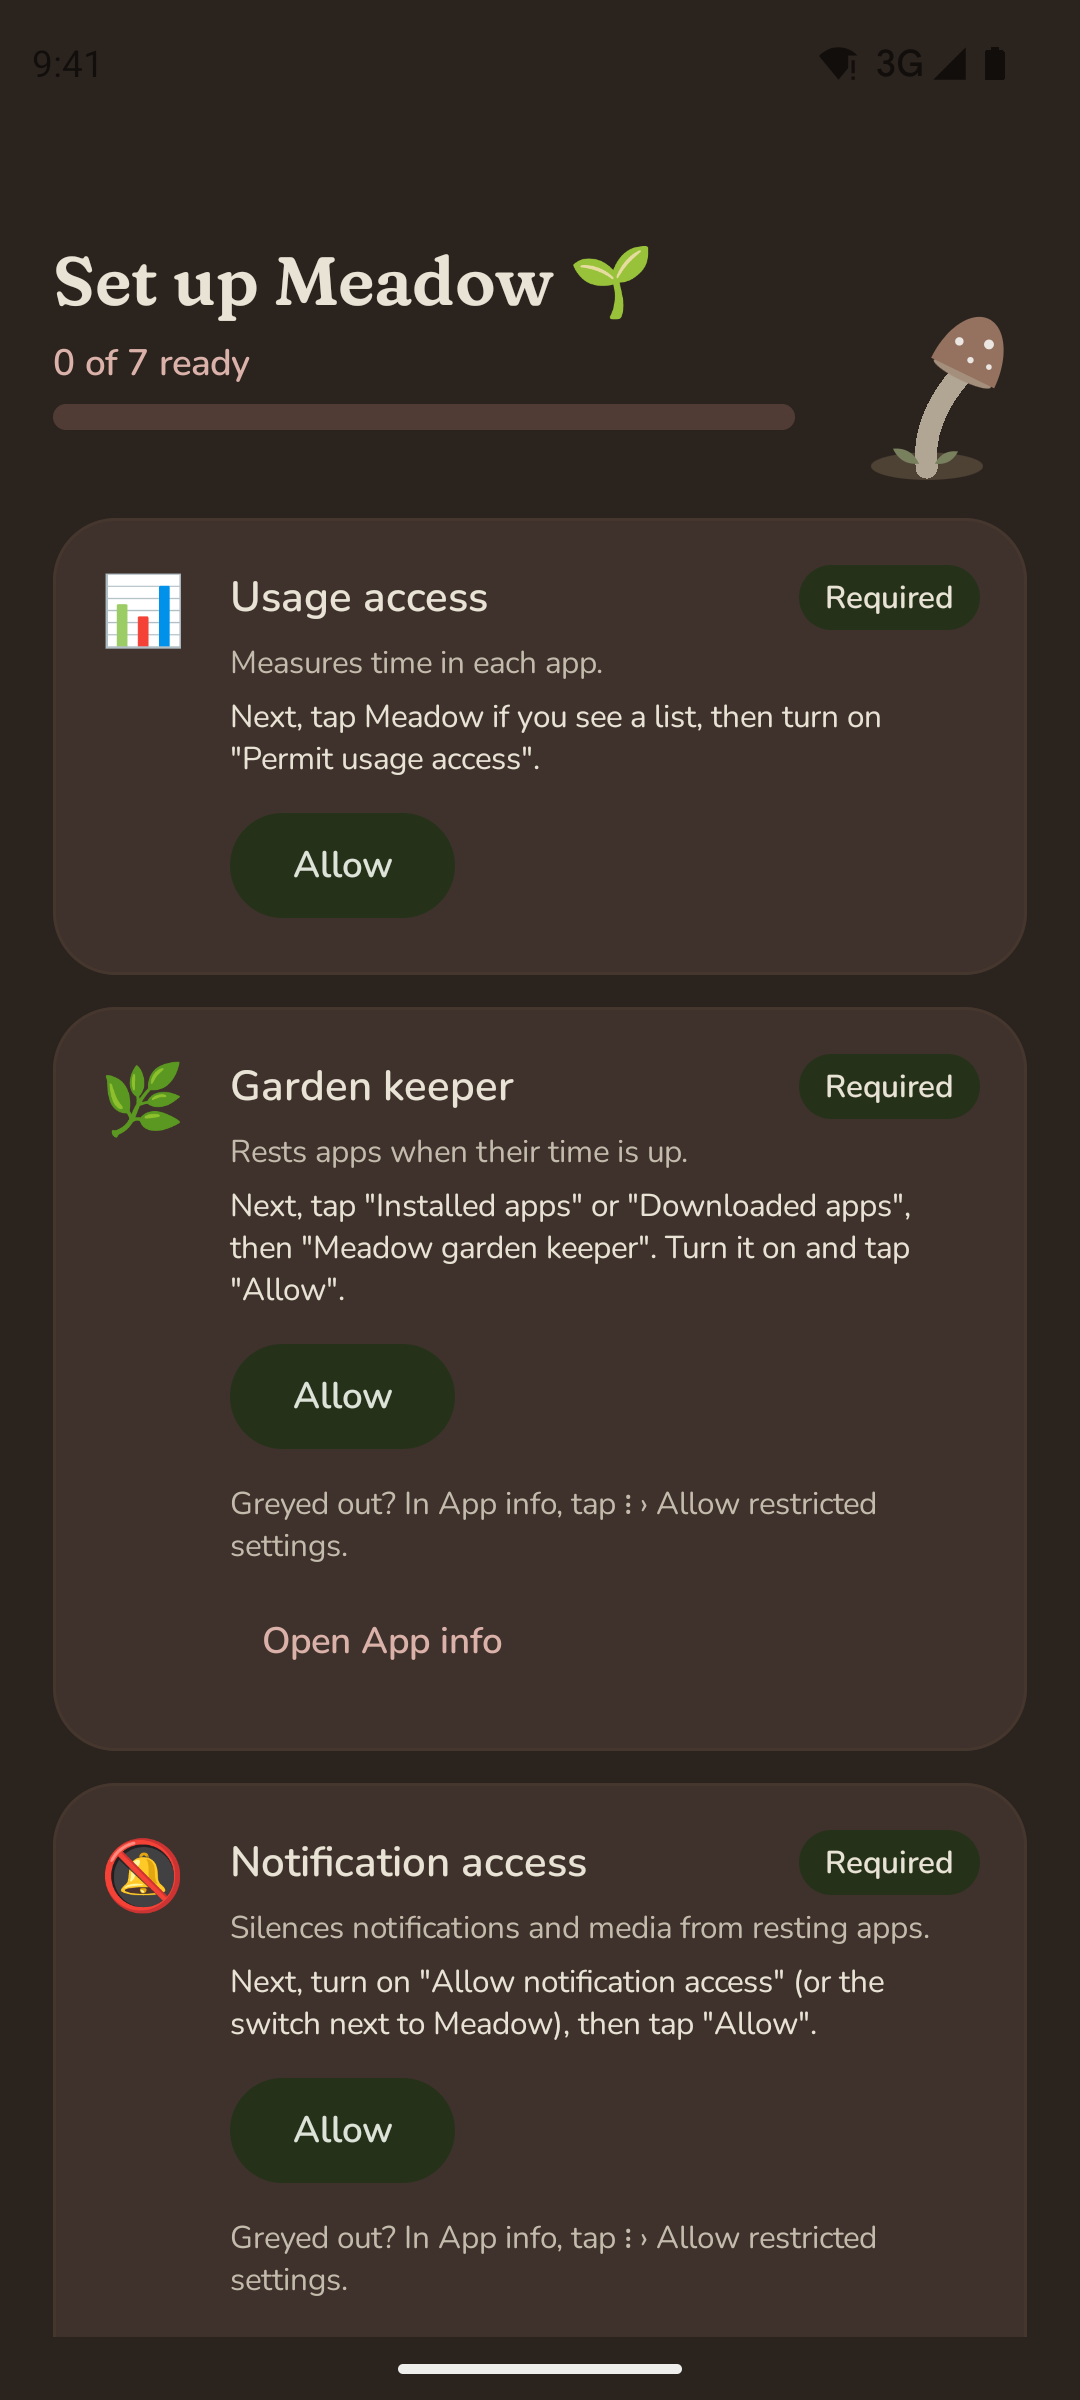 9:41
3G
Set up Meadow 🌱
0 of 7 ready
Usage access
Required
Measures time in each app.
Next, tap Meadow if you see a list, then turn on
"Permit usage access".
Allow
Garden keeper
Required
Rests apps when their time is up.
Next, tap "Installed apps" or "Downloaded apps",
then "Meadow garden keeper". Turn it on and tap
"Allow".
Allow
Greyed out? In App info, tap ⋮ › Allow restricted
settings.
Open App info
Notification access
Required
Silences notifications and media from resting apps.
Next, turn on "Allow notification access" (or the
switch next to Meadow), then tap "Allow".
Allow
Greyed out? In App info, tap ⋮ › Allow restricted
settings.